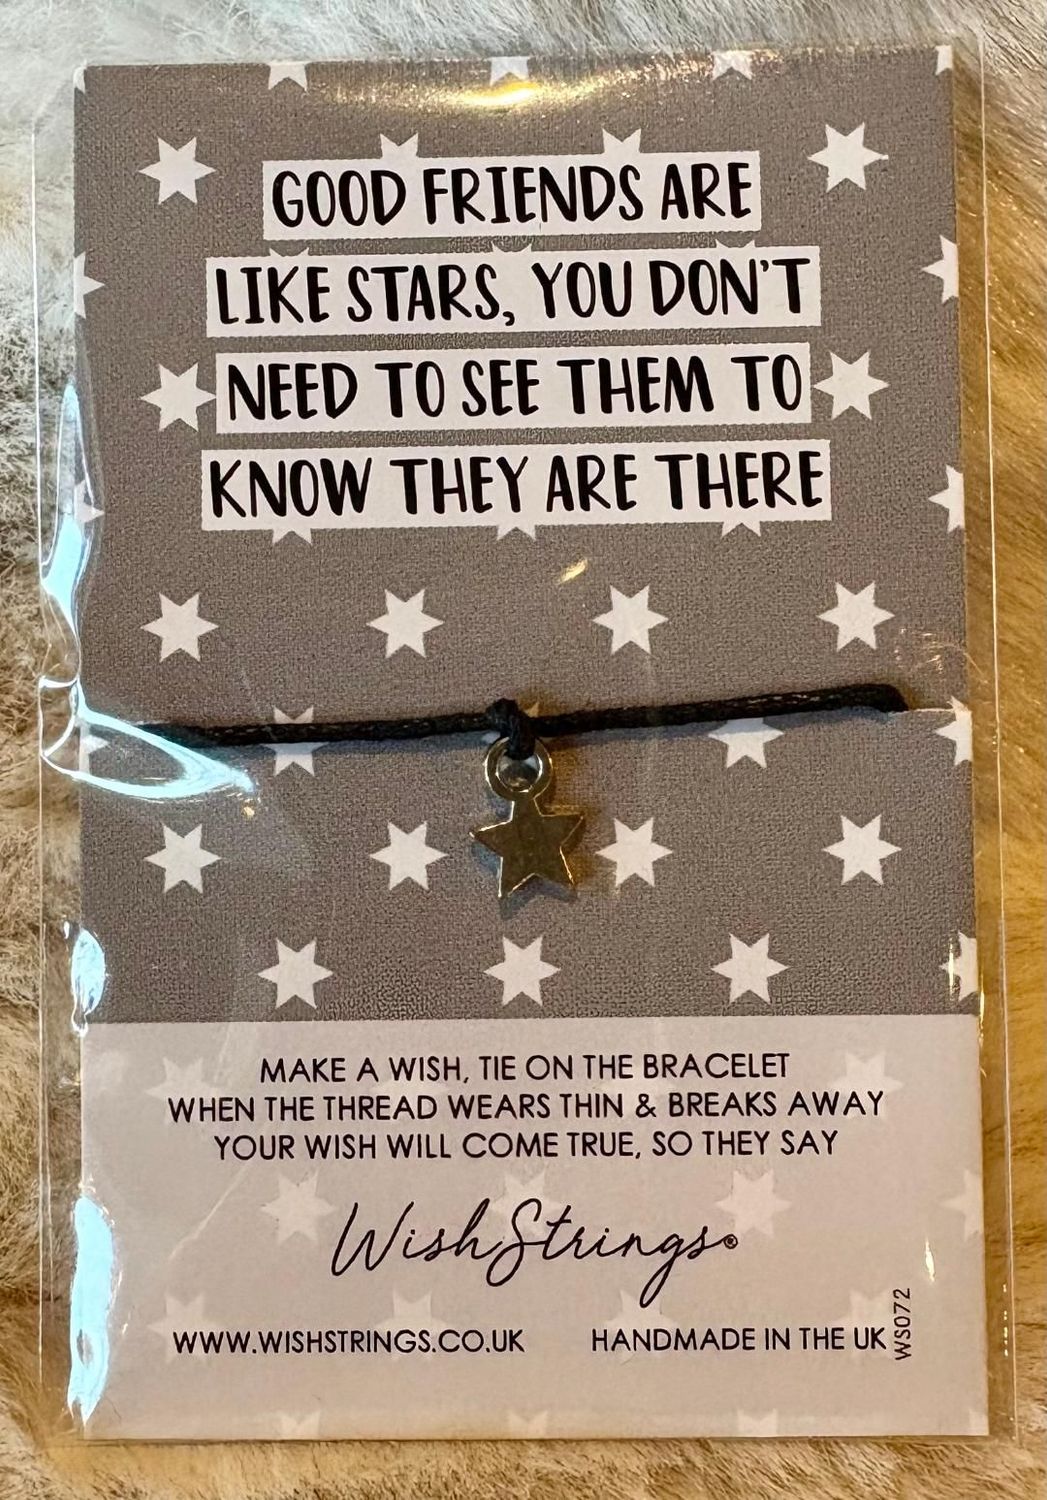 GOOD FRIENDS ARE
LIKE STARS, YOU DON'T
NEED TO SEE THEM TO
KNOW THEY ARE THERE
MAKE A WISH, TIE ON THE BRACELET
WHEN THE THREAD WEARS THIN & BREAKS AWAY
YOUR WISH WILL COME TRUE, SO THEY SAY
WishStrings®
WWW.WISHSTRINGS.CO.UK
HANDMADE IN THE UK
WS072